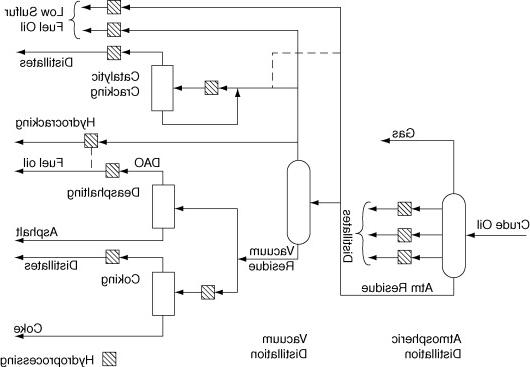 Low Sulfur
Fuel Oil
Distillates
Catalytic
Cracking
Hydrocracking
Gas
Fuel oil
DAO
Deasphalting
Crude Oil
Distillates
Asphalt
Vacuum
Residue
Distillates
Coking
Atm Residue
Coke
Vacuum
Distillation
Atmospheric
Distillation
Hydroprocessing